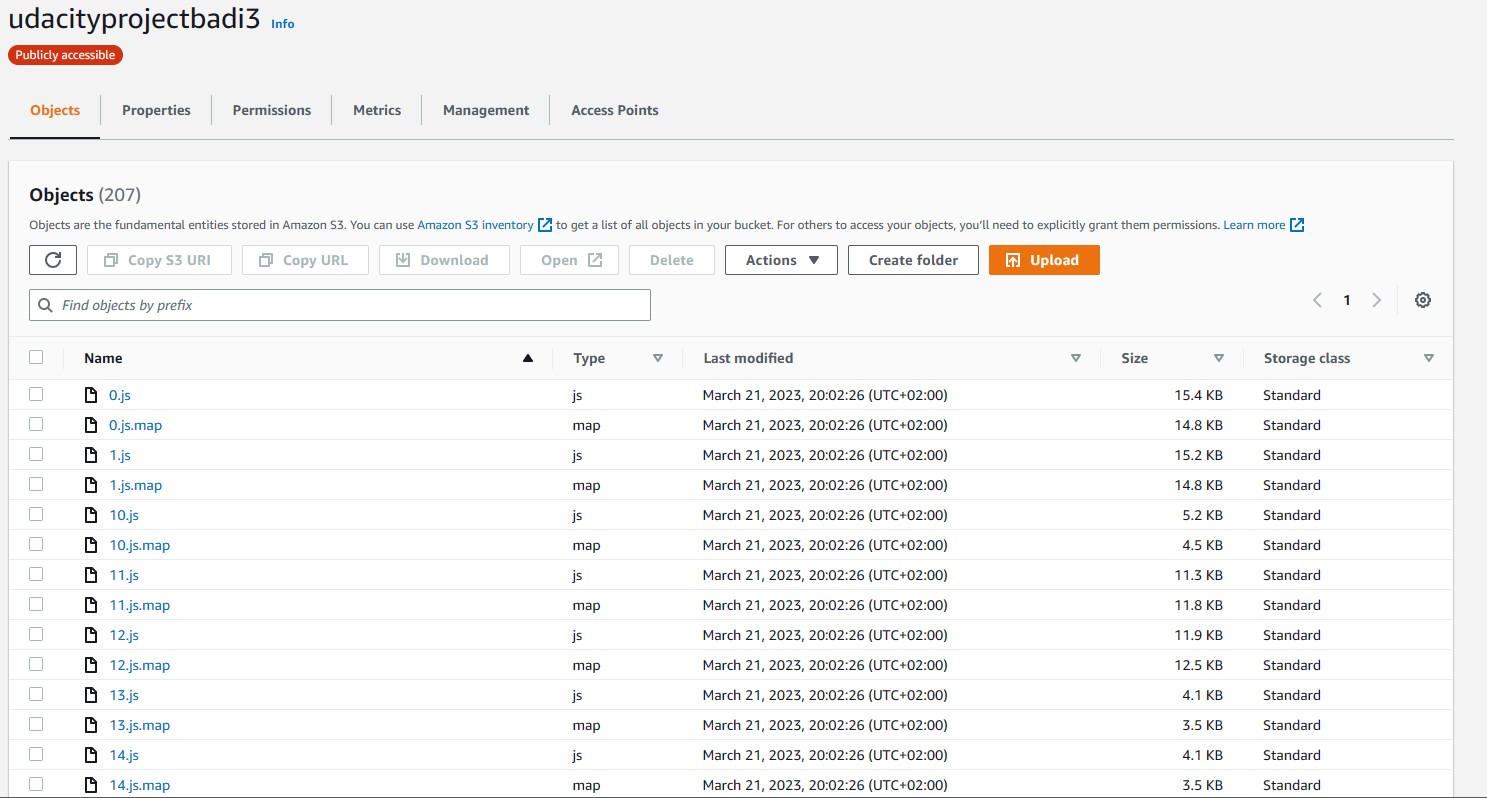 udacityprojectbadi3 Info
Publicly accessible
Objects Properties Permissions Metrics Management Access Points
Objects (207)
Objects are the fundamental entities stored in Amazon S3. You can use Amazon S3 inventory to get a list of all objects in your bucket. For others to access your objects, you'll need to explicitly grant them permissions. Learn more
Copy S3 URI Copy URL Download Open Delete Actions Create folder Upload
Find objects by prefix 1
Name Type Last modified Size Storage class
0.js js March 21, 2023, 20:02:26 (UTC+02:00) 15.4 KB Standard
0.js.map map March 21, 2023, 20:02:26 (UTC+02:00) 14.8 KB Standard
1.js js March 21, 2023, 20:02:26 (UTC+02:00) 15.2 KB Standard
1.js.map map March 21, 2023, 20:02:26 (UTC+02:00) 14.8 KB Standard
10.js js March 21, 2023, 20:02:26 (UTC+02:00) 5.2 KB Standard
10.js.map map March 21, 2023, 20:02:26 (UTC+02:00) 4.5 KB Standard
11.js js March 21, 2023, 20:02:26 (UTC+02:00) 11.3 KB Standard
11.js.map map March 21, 2023, 20:02:26 (UTC+02:00) 11.8 KB Standard
12.js js March 21, 2023, 20:02:26 (UTC+02:00) 11.9 KB Standard
12.js.map map March 21, 2023, 20:02:26 (UTC+02:00) 12.5 KB Standard
13.js js March 21, 2023, 20:02:26 (UTC+02:00) 4.1 KB Standard
13.js.map map March 21, 2023, 20:02:26 (UTC+02:00) 3.5 KB Standard
14.js js March 21, 2023, 20:02:26 (UTC+02:00) 4.1 KB Standard
14.js.map map March 21, 2023, 20:02:26 (UTC+02:00) 3.5 KB Standard